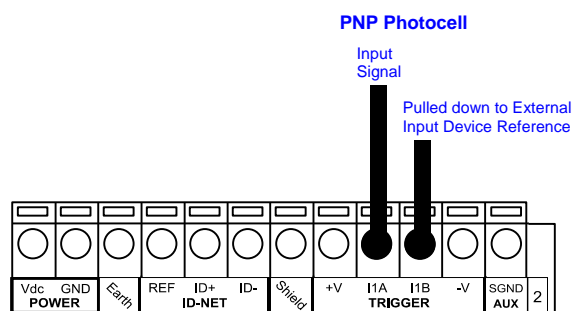 PNP Photocell
Input
Signal
Pulled down to External
Input Device Reference
Vdc GND Earth REF ID+ ID- Shield +V I1A I1B -V SGND 2
POWER ID-NET TRIGGER AUX